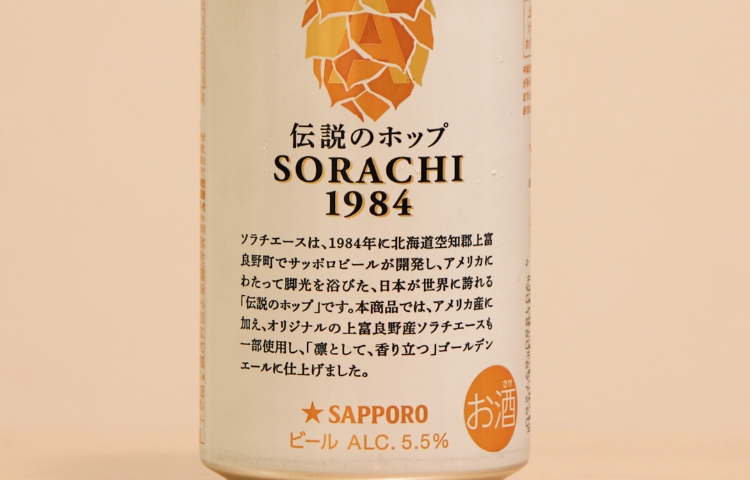 伝説のホップ
SORACHI
1984
ソラチエースは、1984年に北海道空知郡上富
良野町でサッポロビールが開発し、アメリカに
わたって脚光を浴びた、日本が世界に誇れる
「伝説のホップ」です。本商品では、アメリカ産に
加え、オリジナルの上富良野産ソラチエースも
一部使用し、「凛として、香り立つ」ゴールデン
エールに仕上げました。
★SAPPORO
ビール ALC. 5.5%
さけ
お酒